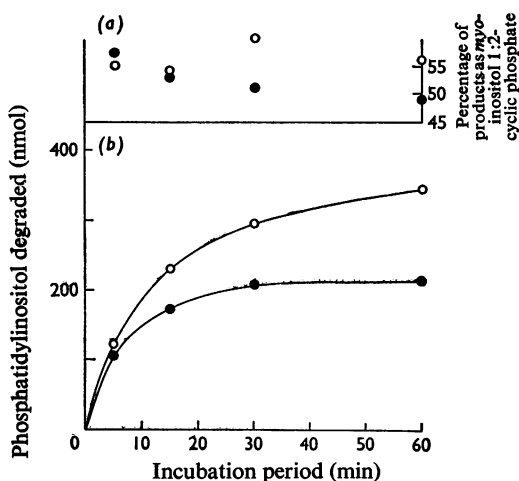 (a)
55
50
45
Percentage of
products as myo-
inositol 1:2-
cyclic phosphate
(b)
400
200
0
10
20
30
40
50
60
Phosphatidylinositol degraded (nmol)
Incubation period (min)